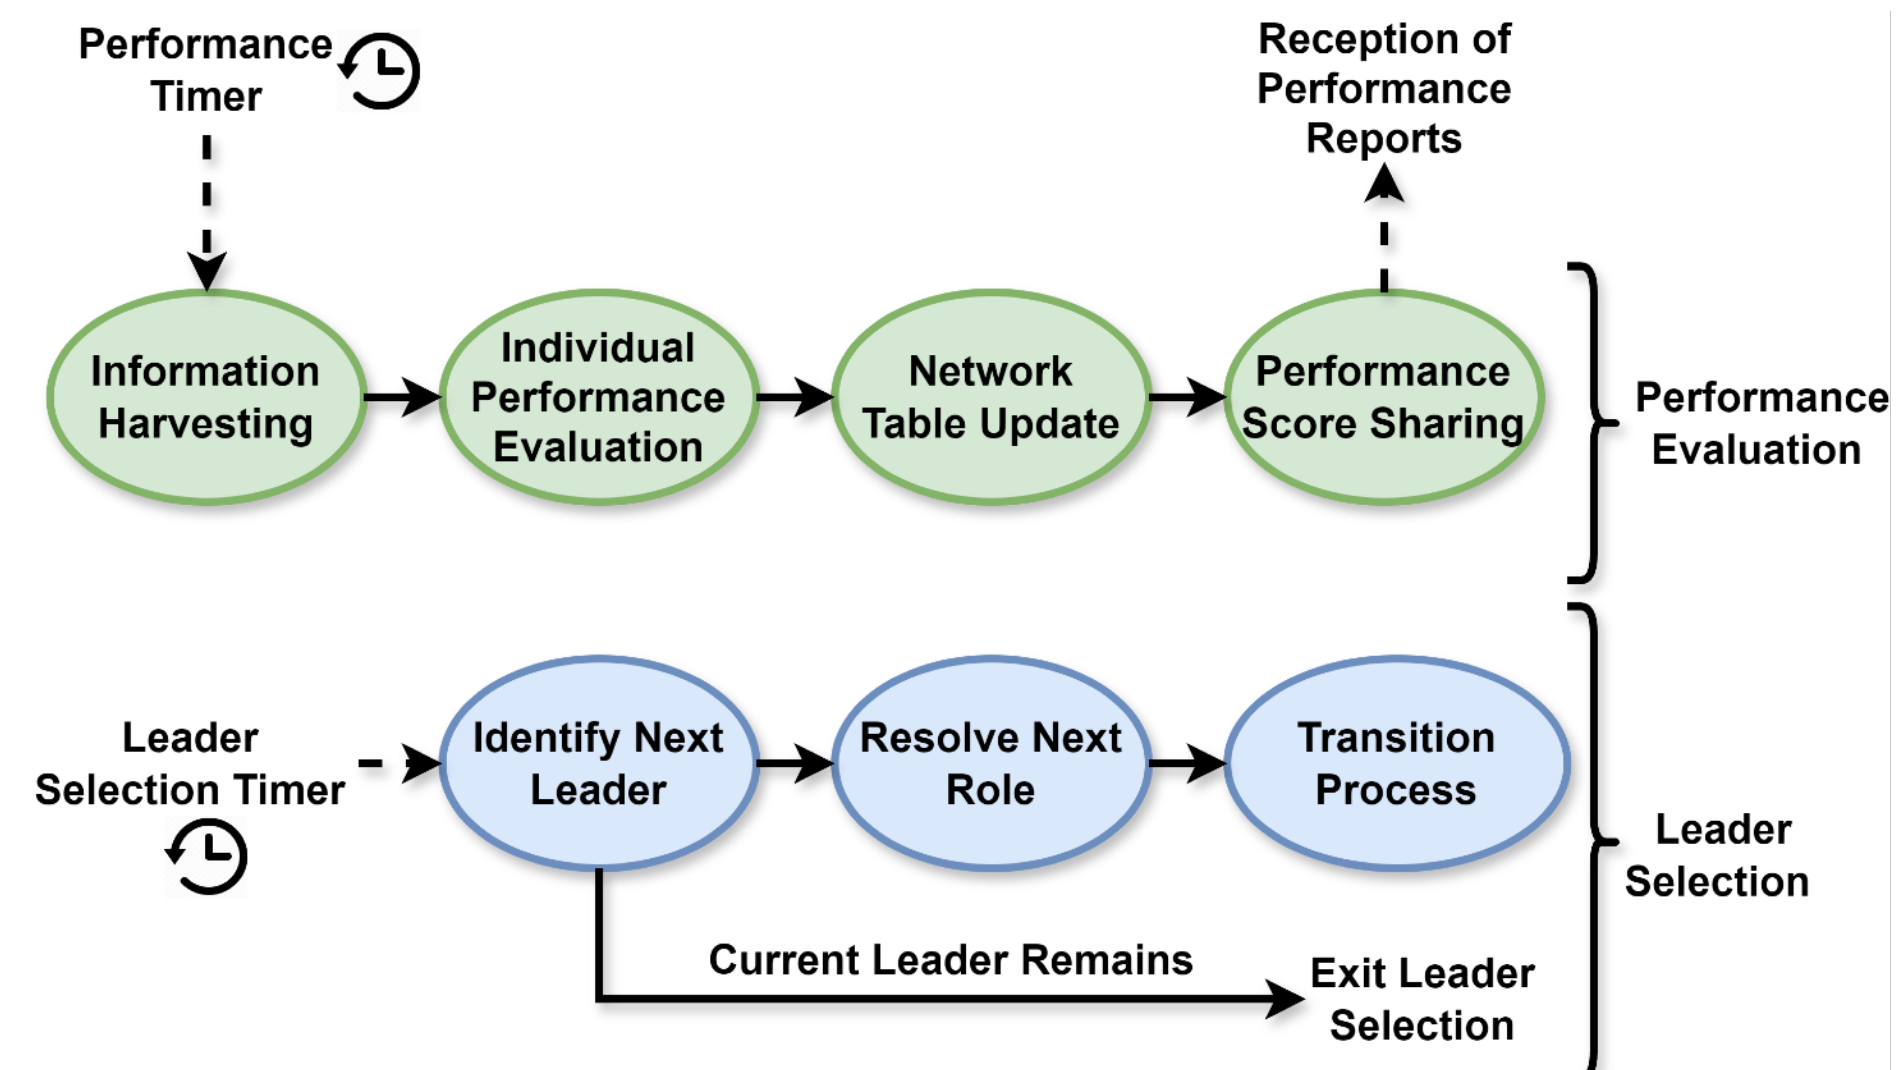 Performance
Timer
Reception of
Performance
Reports
Information
Harvesting
Individual
Performance
Evaluation
Network
Table Update
Performance
Score Sharing
Performance
Evaluation
Leader
Selection Timer
Identify Next
Leader
Resolve Next
Role
Transition
Process
Leader
Selection
Current Leader Remains
Exit Leader
Selection